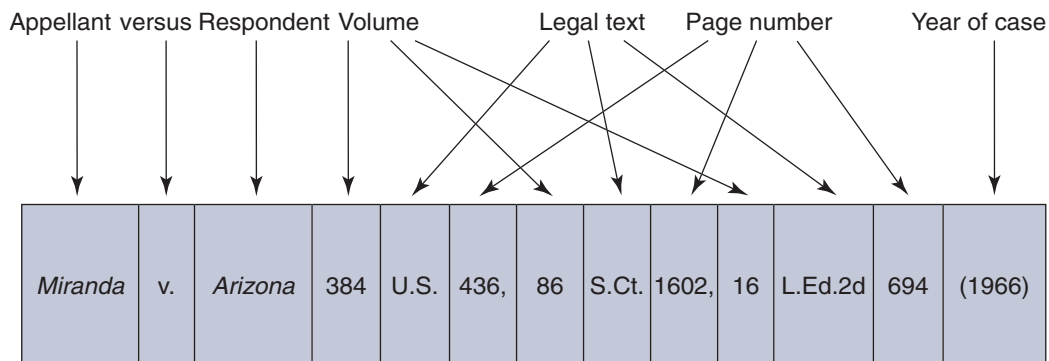 Appellant versus Respondent Volume Legal text Page number Year of case
Miranda v. Arizona 384 U.S. 436, 86 S.Ct. 1602, 16 L.Ed.2d 694 (1966)